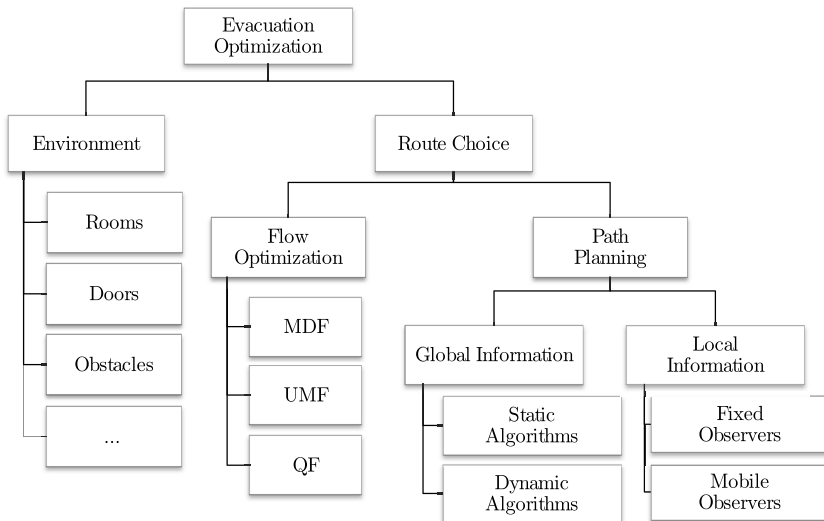 Evacuation
Optimization
Environment
Route Choice
Rooms
Doors
Obstacles
...
Flow
Optimization
MDF
UMF
QF
Path
Planning
Global Information
Static
Algorithms
Dynamic
Algorithms
Local
Information
Fixed
Observers
Mobile
Observers